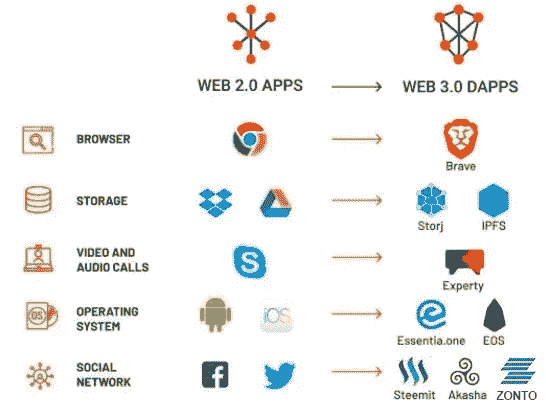 WEB 2.0 APPS
WEB 3.0 DAPPS
BROWSER
Brave
STORAGE
Storj
IPFS
VIDEO AND
AUDIO CALLS
S
Experty
OS
OPERATING
SYSTEM
iOS
Essentia.one
EOS
SOCIAL
NETWORK
f
Steemit
Akasha
ZONTO